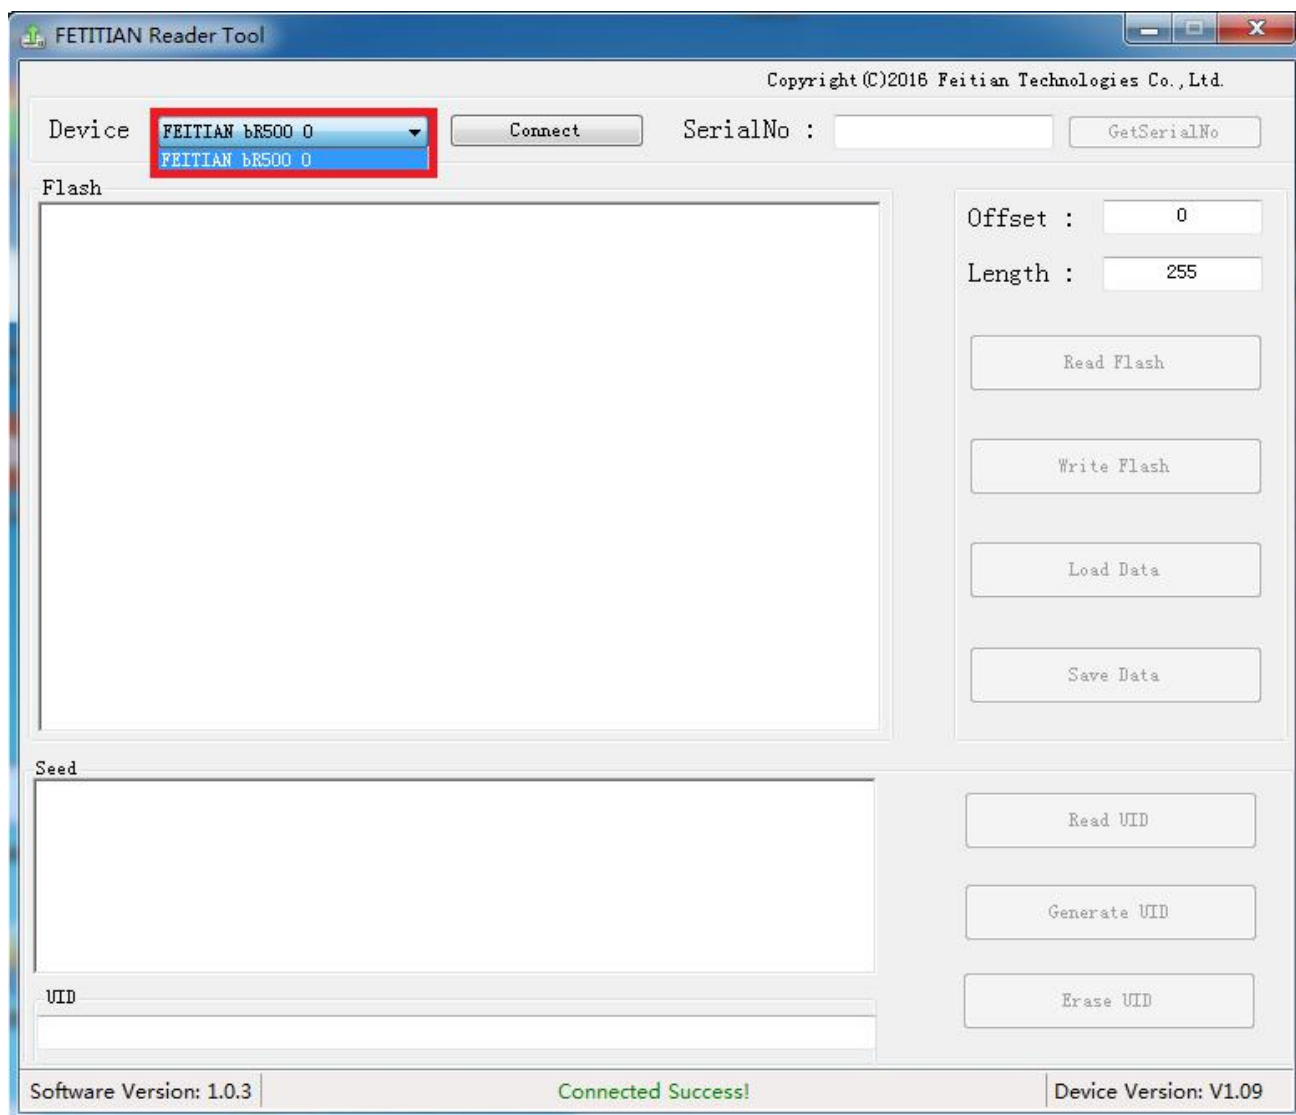 FETITIAN Reader Tool
Copyright(C)2016 Feitian Technologies Co.,Ltd.
Device FEITIAN bR500 0 Connect SerialNo : GetSerialNo
FEITIAN bR500 0
Flash
Offset : 0
Length : 255
Read Flash
Write Flash
Load Data
Save Data
Seed
Read UID
Generate UID
UID
Erase UID
Software Version: 1.0.3 Connected Success! Device Version: V1.09